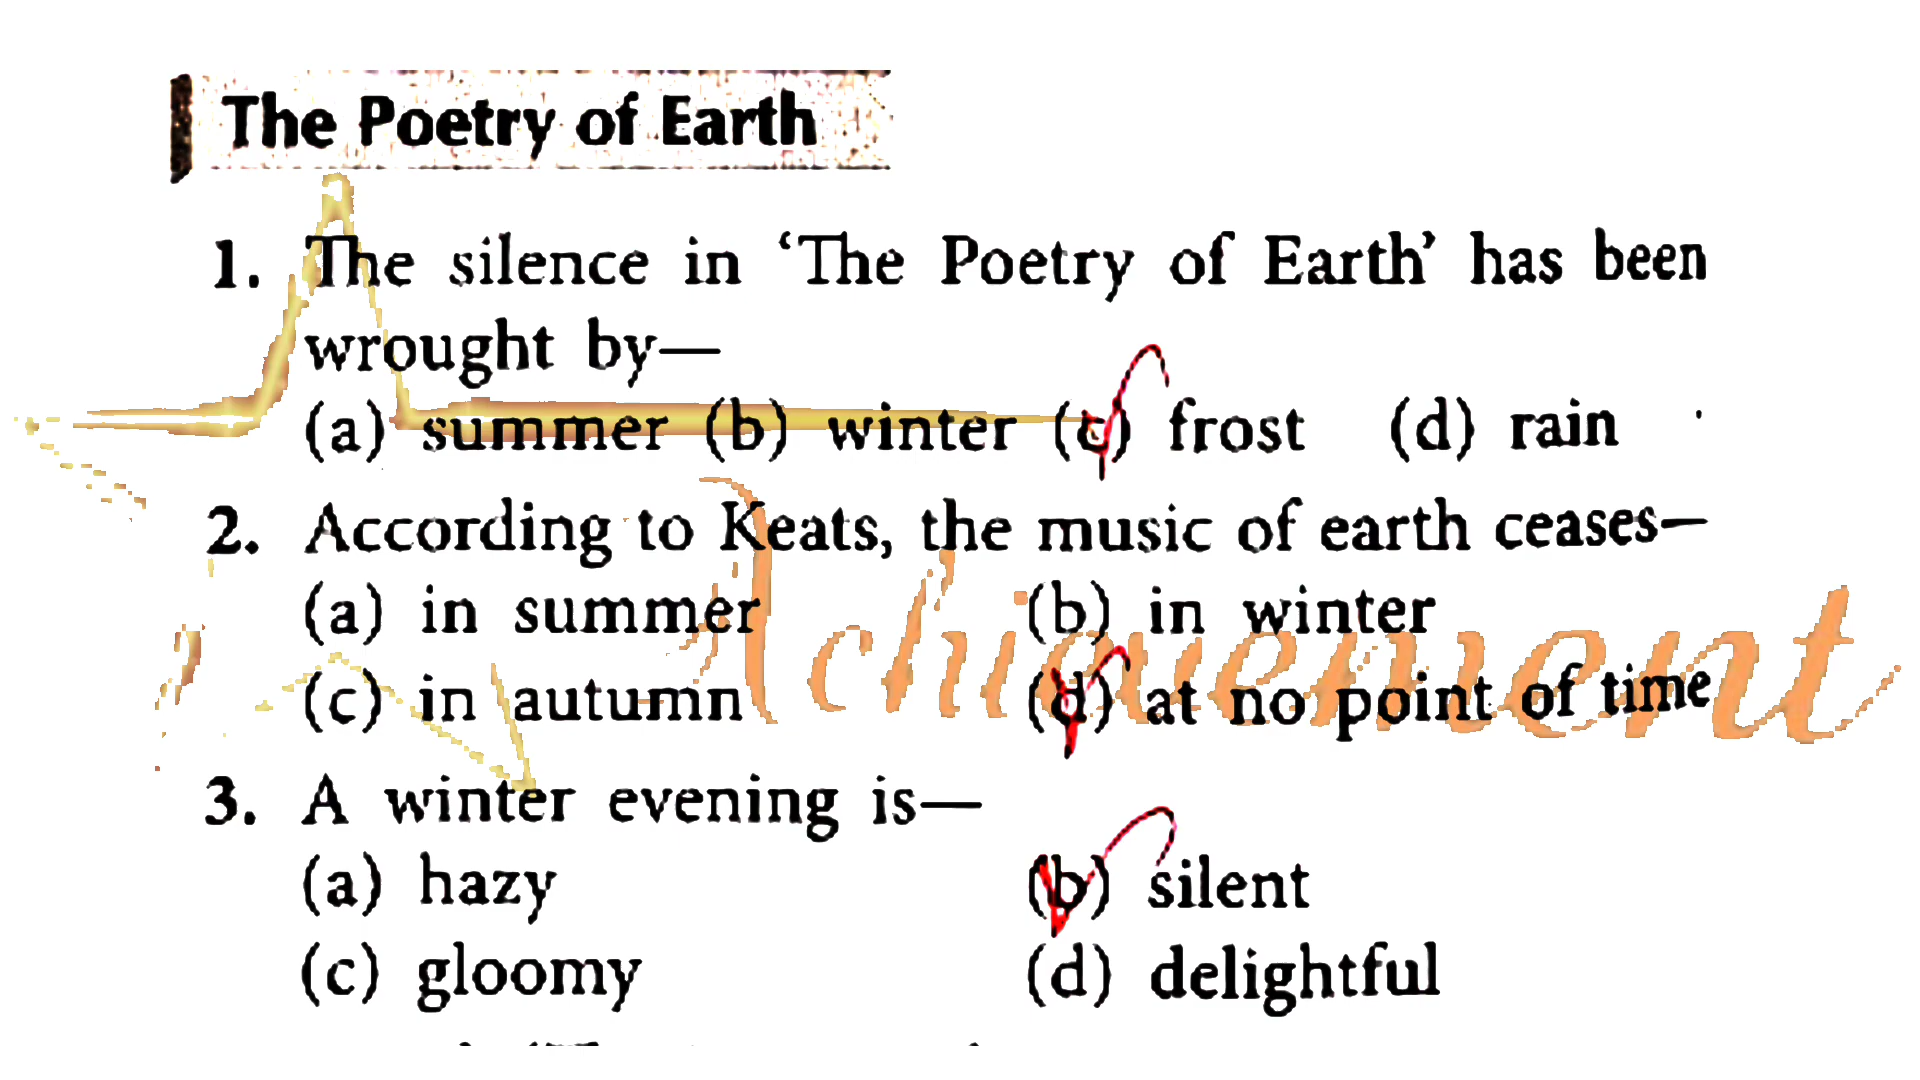 The Poetry of Earth
1. The silence in ‘The Poetry of Earth’ has been
wrought by—
(a) summer (b) winter (c) frost (d) rain
2. According to Keats, the music of earth ceases—
(a) in summer (b) in winter
(c) in autumn (d) at no point of time
3. A winter evening is—
(a) hazy (b) silent
(c) gloomy (d) delightful
Achievement